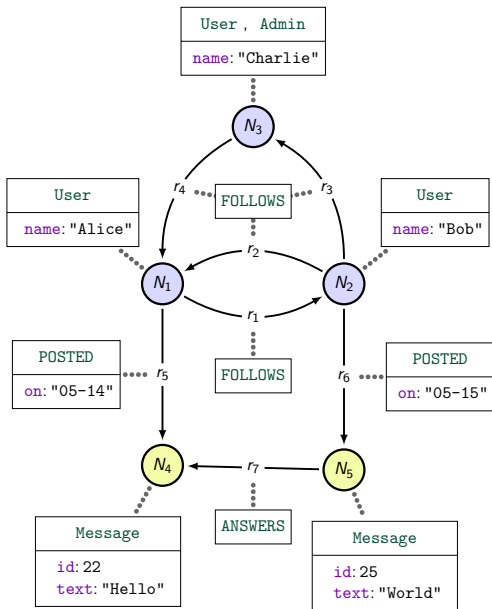 User , Admin
name: "Charlie"
N3
r4
r3
FOLLOWS
User
name: "Alice"
User
name: "Bob"
r2
N1
N2
r1
POSTED
on: "05-14"
r5
FOLLOWS
r6
POSTED
on: "05-15"
N4
r7
N5
ANSWERS
Message
id: 22
text: "Hello"
Message
id: 25
text: "World"